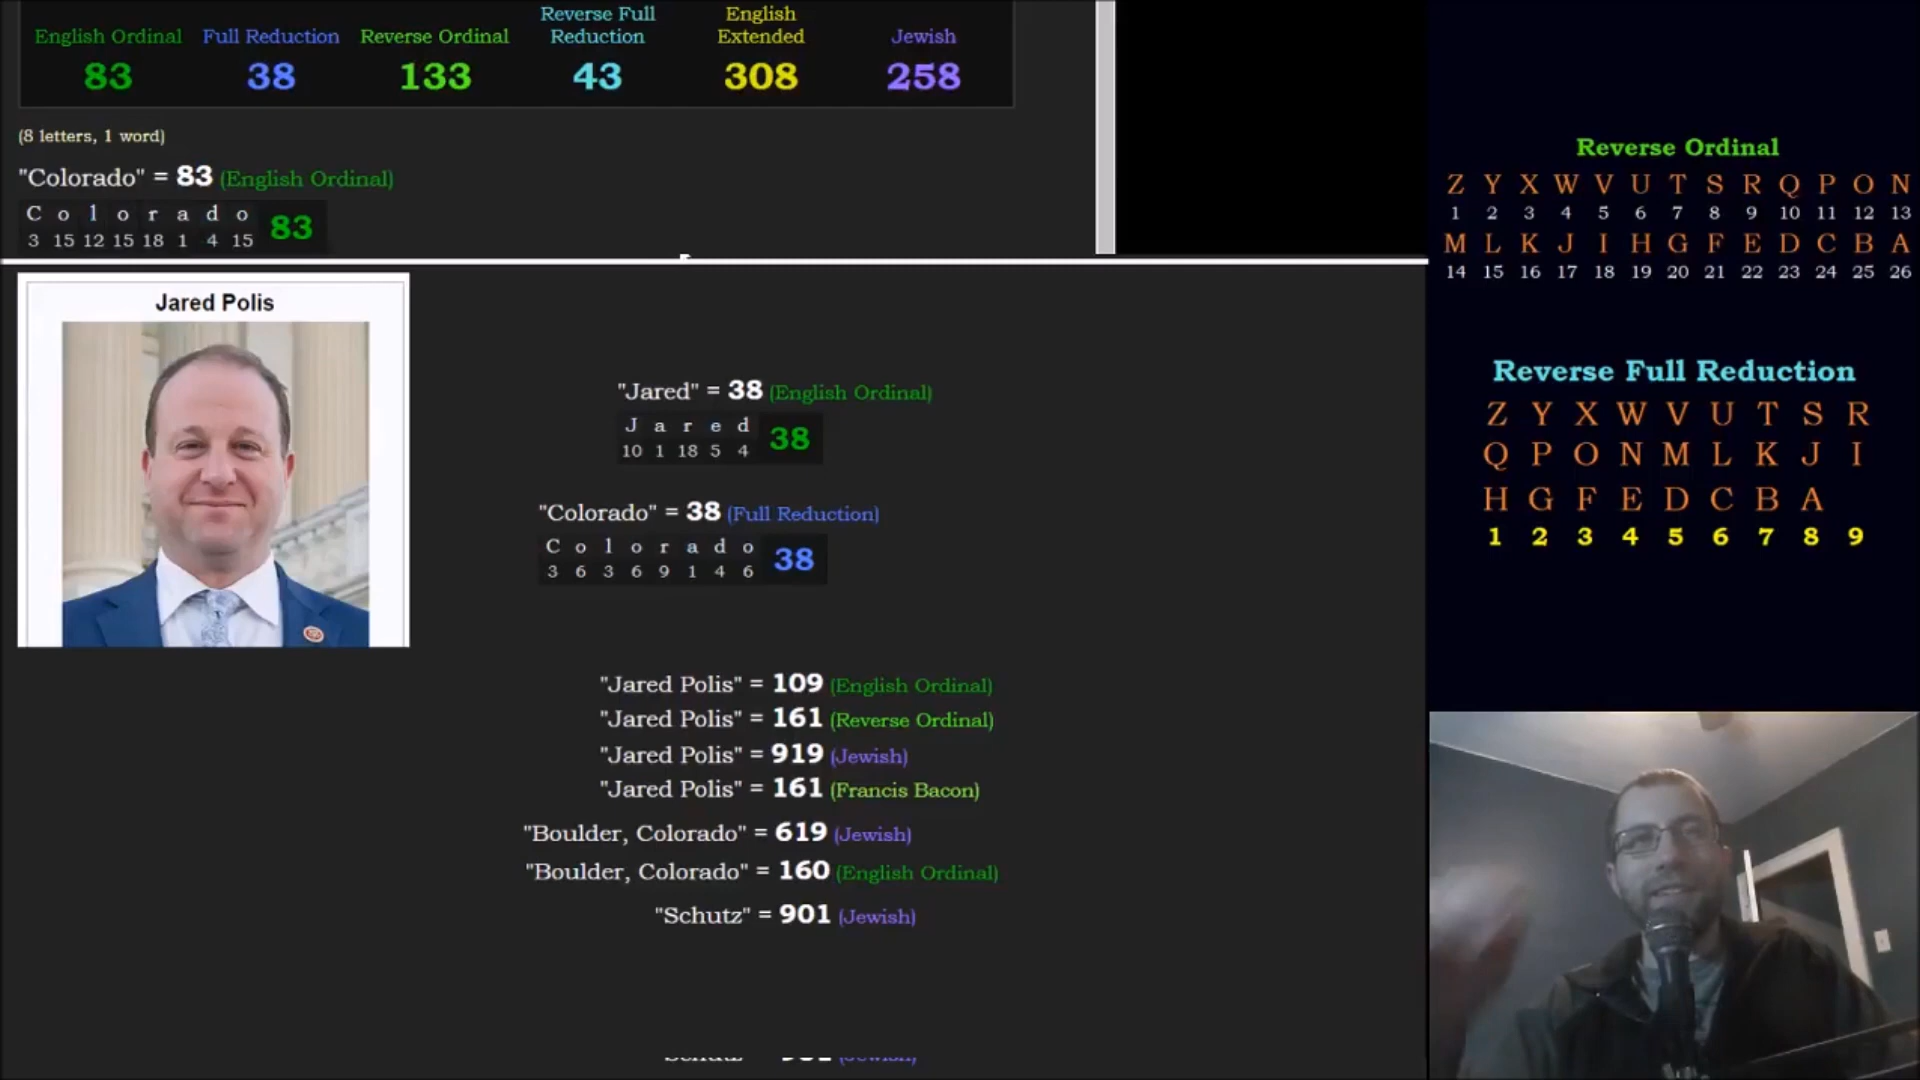 Reverse Full English
English Ordinal Full Reduction Reverse Ordinal Reduction Extended Jewish
83 38 133 43 308 258
(8 letters, 1 word)
"Colorado" = 83 (English Ordinal)
C o l o r a d o
3 15 12 15 18 1 4 15 83
Jared Polis
"Jared" = 38 (English Ordinal)
J a r e d
10 1 18 5 4 38
"Colorado" = 38 (Full Reduction)
C o l o r a d o
3 6 3 6 9 1 4 6 38
"Jared Polis" = 109 (English Ordinal)
"Jared Polis" = 161 (Reverse Ordinal)
"Jared Polis" = 919 (Jewish)
"Jared Polis" = 161 (Francis Bacon)
"Boulder, Colorado" = 619 (Jewish)
"Boulder, Colorado" = 160 (English Ordinal)
"Schutz" = 901 (Jewish)
Reverse Ordinal
Z Y X W V U T S R Q P O N
1 2 3 4 5 6 7 8 9 10 11 12 13
M L K J I H G F E D C B A
14 15 16 17 18 19 20 21 22 23 24 25 26
Reverse Full Reduction
Z Y X W V U T S R
Q P O N M L K J I
H G F E D C B A
1 2 3 4 5 6 7 8 9